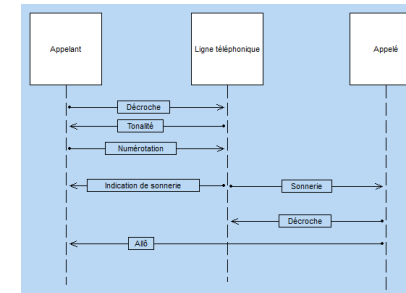 Appelant
Ligne téléphonique
Appelé
Décroche
Tonalité
Numérotation
Indication de sonnerie
Sonnerie
Décroche
Allô